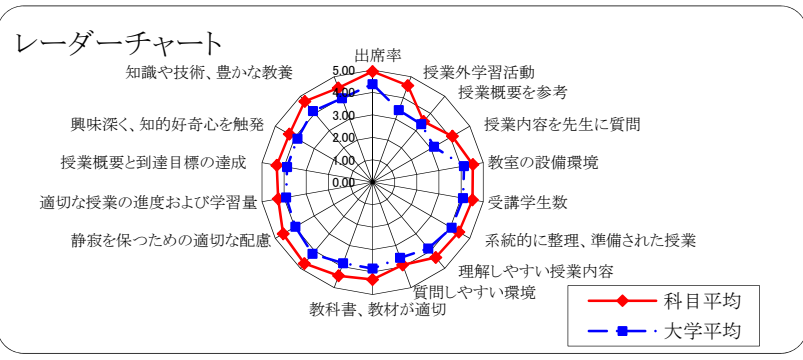 レーダーチャート
出席率
授業外学習活動
授業概要を参考
授業内容を先生に質問
教室の設備環境
受講学生数
系統的に整理、準備された授業
理解しやすい授業内容
質問しやすい環境
教科書、教材が適切
静寂を保つための適切な配慮
適切な授業の進度および学習量
授業概要と到達目標の達成
興味深く、知的好奇心を触発
知識や技術、豊かな教養
5.00
4.00
3.00
2.00
1.00
0.00
科目平均
大学平均